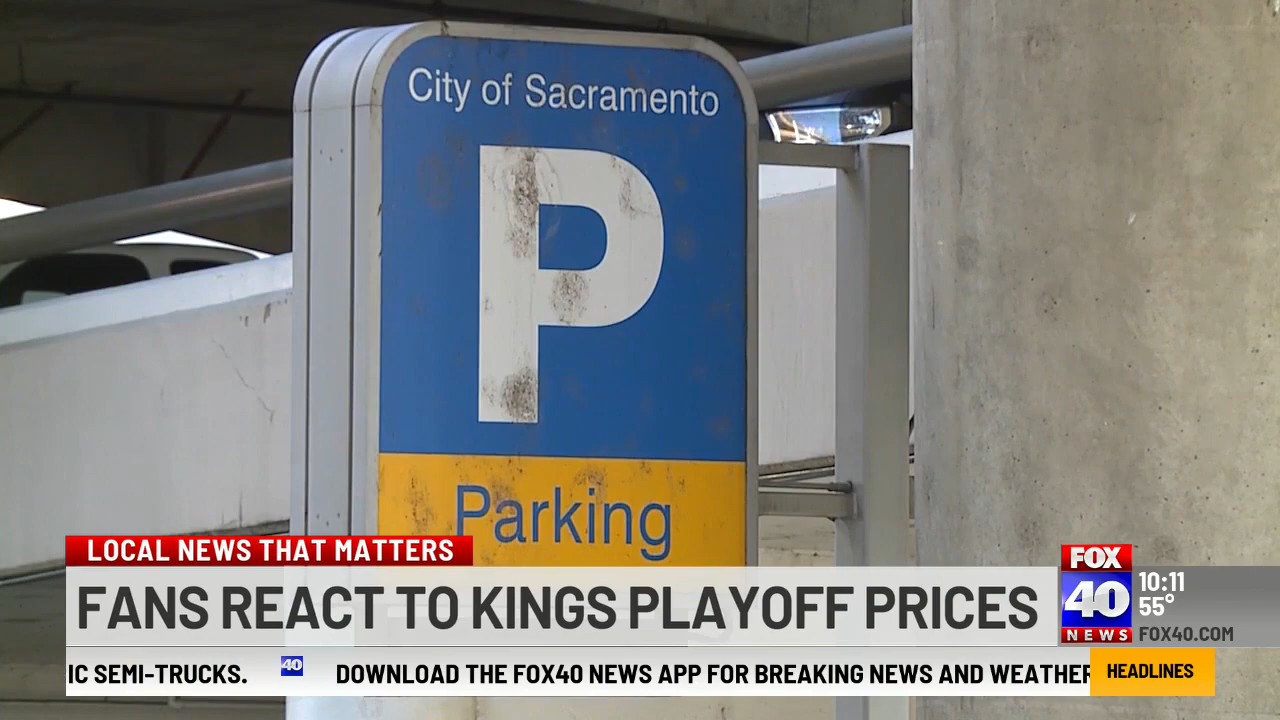 City of Sacramento
P
Parking
LOCAL NEWS THAT MATTERS
FANS REACT TO KINGS PLAYOFF PRICES
FOX
40
NEWS
10:11
55°
FOX40.COM
IC SEMI-TRUCKS. 40 DOWNLOAD THE FOX40 NEWS APP FOR BREAKING NEWS AND WEATHER
HEADLINES